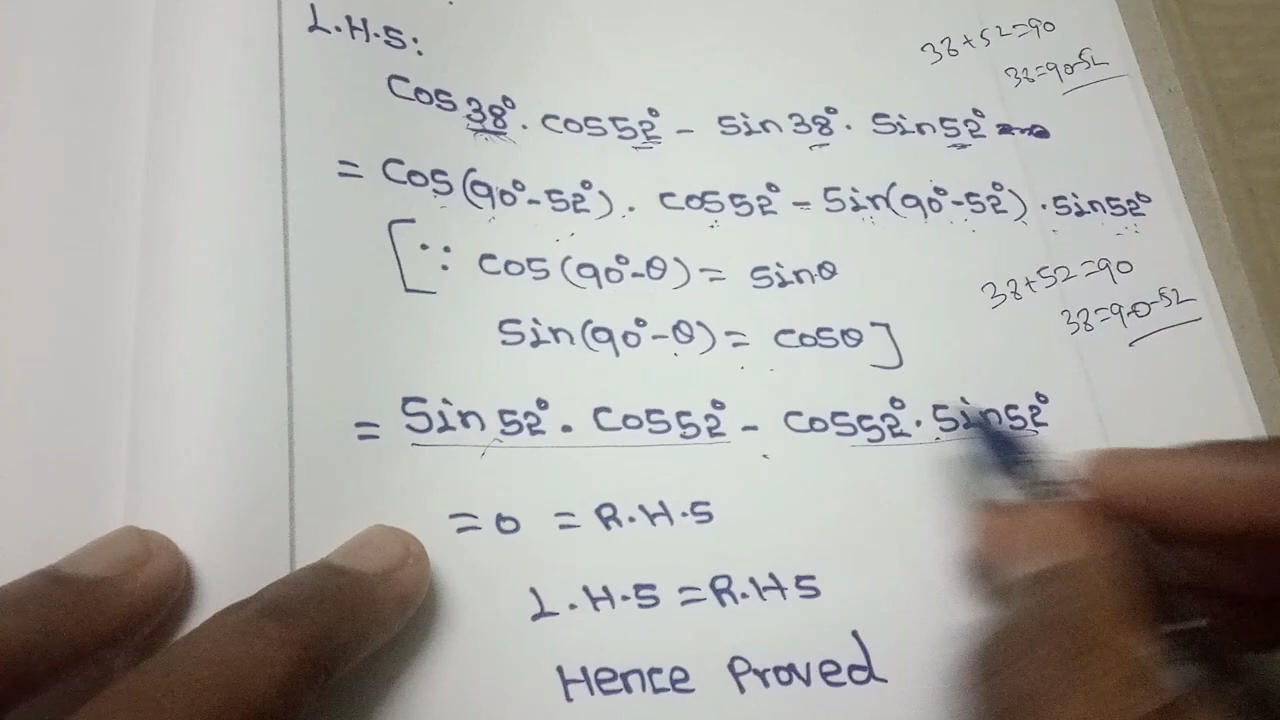 L.H.S:
38+52=90
38=90-52
Cos38°. cos52° - sin38°. Sin52°
= Cos(90°-52°). cos52° - Sin(90°-52°).sin52°
[∵ cos(90°-θ)= sinθ
38+52=90
38=90-52
Sin(90°-θ)= cosθ]
= Sin52°. cos52° - cos52°.sin52°
=0 = R.H.S
L.H.S =R.HS
Hence Proved